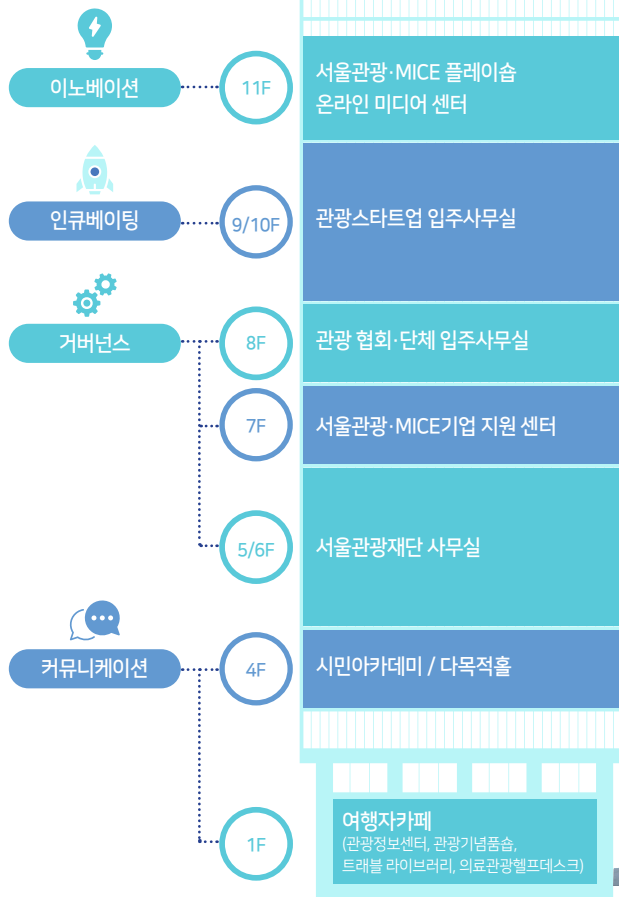 이노베이션
11F
서울관광·MICE 플레이숍
온라인 미디어 센터
인큐베이팅
9/10F
관광스타트업 입주사무실
거버넌스
8F
관광 협회·단체 입주사무실
7F
서울관광·MICE기업 지원 센터
5/6F
서울관광재단 사무실
커뮤니케이션
4F
시민아카데미 / 다목적홀
1F
여행자카페
(관광정보센터, 관광기념품숍,
트래블 라이브러리, 의료관광헬프데스크)